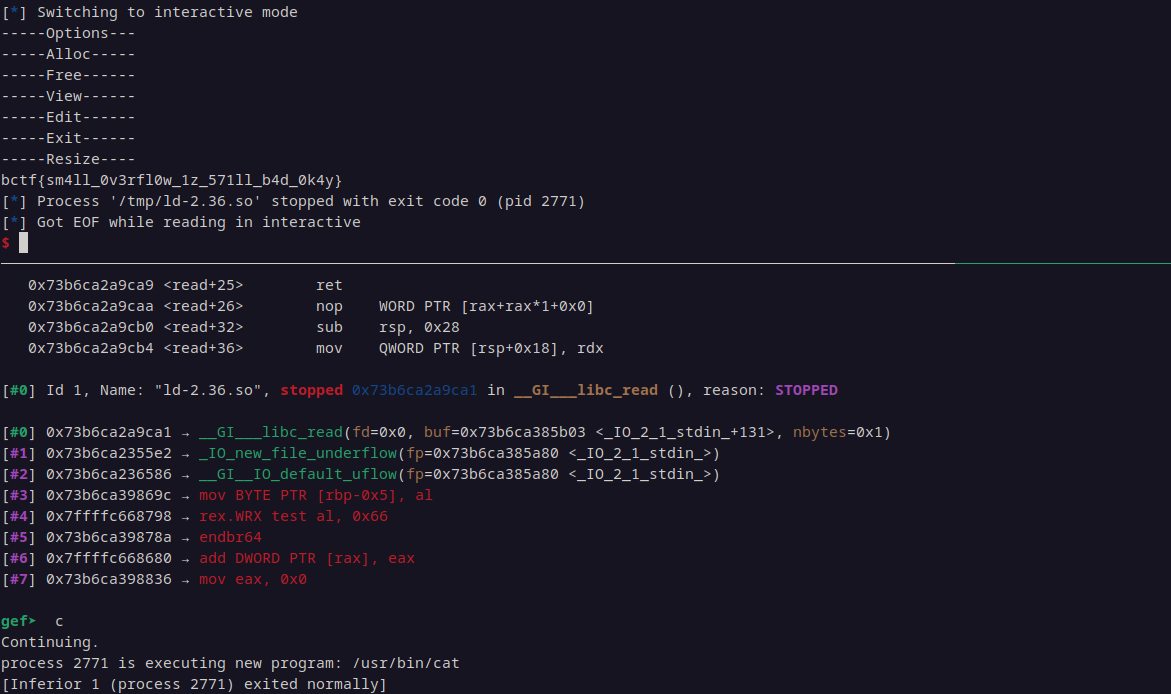 [*] Switching to interactive mode
-----Options---
-----Alloc-----
-----Free------
-----View------
-----Edit------
-----Exit------
-----Resize----
bctf{sm4ll_0v3rfl0w_1z_571ll_b4d_0k4y}
[*] Process '/tmp/ld-2.36.so' stopped with exit code 0 (pid 2771)
[*] Got EOF while reading in interactive
$
0x73b6ca2a9ca9 <read+25>        ret
0x73b6ca2a9caa <read+26>        nop    WORD PTR [rax+rax*1+0x0]
0x73b6ca2a9cb0 <read+32>        sub    rsp, 0x28
0x73b6ca2a9cb4 <read+36>        mov    QWORD PTR [rsp+0x18], rdx
[#0] Id 1, Name: "ld-2.36.so", stopped 0x73b6ca2a9ca1 in __GI___libc_read (), reason: STOPPED
[#0] 0x73b6ca2a9ca1 → __GI___libc_read(fd=0x0, buf=0x73b6ca385b03 <_IO_2_1_stdin_+131>, nbytes=0x1)
[#1] 0x73b6ca2355e2 → _IO_new_file_underflow(fp=0x73b6ca385a80 <_IO_2_1_stdin_>)
[#2] 0x73b6ca236586 → __GI__IO_default_uflow(fp=0x73b6ca385a80 <_IO_2_1_stdin_>)
[#3] 0x73b6ca39869c → mov BYTE PTR [rbp-0x5], al
[#4] 0x7ffffc668798 → rex.WRX test al, 0x66
[#5] 0x73b6ca39878a → endbr64
[#6] 0x7ffffc668680 → add DWORD PTR [rax], eax
[#7] 0x73b6ca398836 → mov eax, 0x0
gef➤  c
Continuing.
process 2771 is executing new program: /usr/bin/cat
[Inferior 1 (process 2771) exited normally]